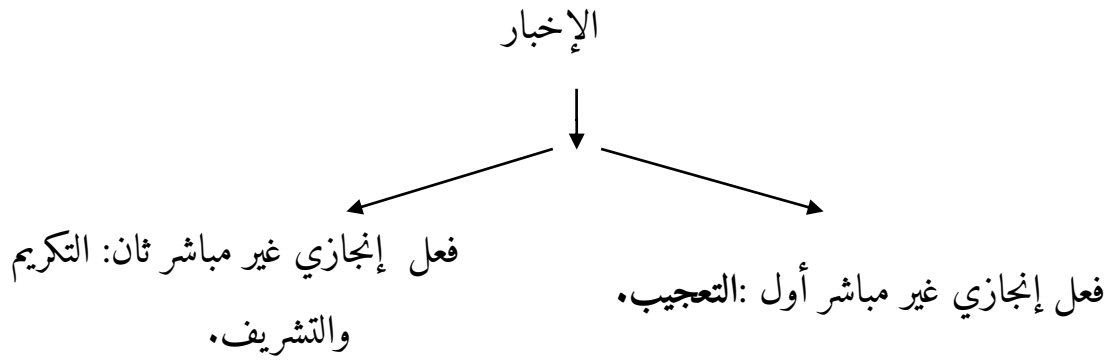 الإخبار
فعل إنجازي غير مباشر أول :التعجيب.
فعل إنجازي غير مباشر ثان: التكريم
والتشريف.